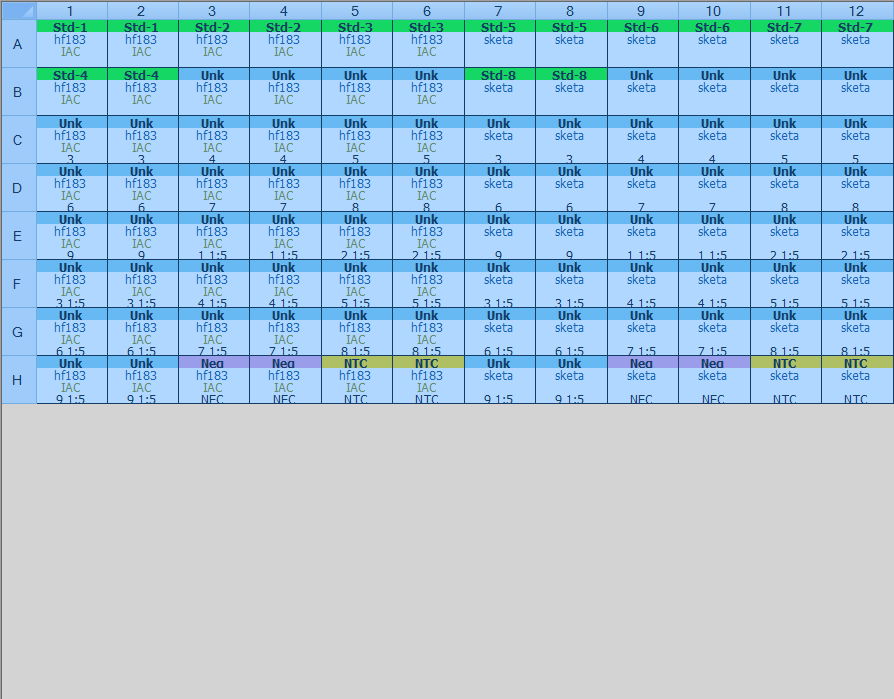 1 2 3 4 5 6 7 8 9 10 11 12
Std-1 Std-1 Std-2 Std-2 Std-3 Std-3 Std-5 Std-5 Std-6 Std-6 Std-7 Std-7
A hf183 hf183 hf183 hf183 hf183 hf183 sketa sketa sketa sketa sketa sketa
IAC IAC IAC IAC IAC IAC
Std-4 Std-4 Unk Unk Unk Unk Std-8 Std-8 Unk Unk Unk Unk
B hf183 hf183 hf183 hf183 hf183 hf183 sketa sketa sketa sketa sketa sketa
IAC IAC IAC IAC IAC IAC
Unk Unk Unk Unk Unk Unk Unk Unk Unk Unk Unk Unk
C hf183 hf183 hf183 hf183 hf183 hf183 sketa sketa sketa sketa sketa sketa
IAC IAC IAC IAC IAC IAC
3 3 4 4 5 5 3 3 4 4 5 5
Unk Unk Unk Unk Unk Unk Unk Unk Unk Unk Unk Unk
D hf183 hf183 hf183 hf183 hf183 hf183 sketa sketa sketa sketa sketa sketa
IAC IAC IAC IAC IAC IAC
6 6 7 7 8 8 6 6 7 7 8 8
Unk Unk Unk Unk Unk Unk Unk Unk Unk Unk Unk Unk
E hf183 hf183 hf183 hf183 hf183 hf183 sketa sketa sketa sketa sketa sketa
IAC IAC IAC IAC IAC IAC
9 9 1 1:5 1 1:5 2 1:5 2 1:5 9 9 1 1:5 1 1:5 2 1:5 2 1:5
Unk Unk Unk Unk Unk Unk Unk Unk Unk Unk Unk Unk
F hf183 hf183 hf183 hf183 hf183 hf183 sketa sketa sketa sketa sketa sketa
IAC IAC IAC IAC IAC IAC
3 1:5 3 1:5 4 1:5 4 1:5 5 1:5 5 1:5 3 1:5 3 1:5 4 1:5 4 1:5 5 1:5 5 1:5
Unk Unk Unk Unk Unk Unk Unk Unk Unk Unk Unk Unk
G hf183 hf183 hf183 hf183 hf183 hf183 sketa sketa sketa sketa sketa sketa
IAC IAC IAC IAC IAC IAC
6 1:5 6 1:5 7 1:5 7 1:5 8 1:5 8 1:5 6 1:5 6 1:5 7 1:5 7 1:5 8 1:5 8 1:5
Unk Unk Neg Neg NTC NTC Unk Unk Neg Neg NTC NTC
H hf183 hf183 hf183 hf183 hf183 hf183 sketa sketa sketa sketa sketa sketa
IAC IAC IAC IAC IAC IAC
9 1:5 9 1:5 NEC NEC NTC NTC 9 1:5 9 1:5 NEC NEC NTC NTC